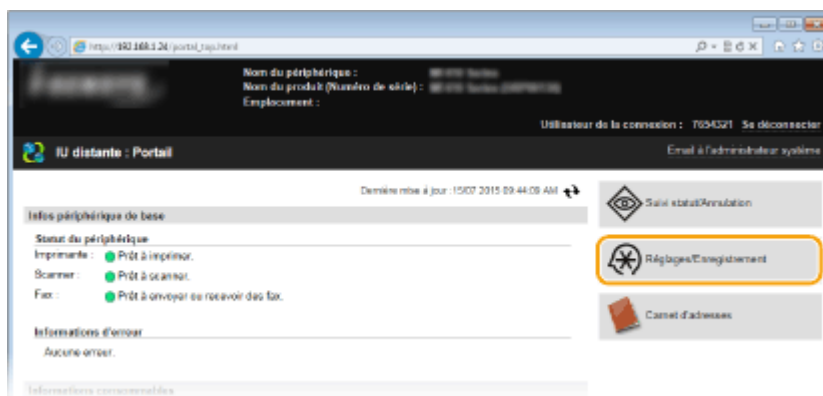 http://192.168.1.24/portal_top.html
Nom du périphérique :
Nom du produit (Numéro de série) :
Emplacement :
Utilisateur de la connexion : 7654321 Se déconnecter
IU distante : Portail
Email à l'administrateur système
Dernière mise à jour :15/07 2015 09:44:09 AM
Infos périphérique de base
Statut du périphérique
Imprimante : Prêt à imprimer.
Scanner : Prêt à scanner.
Fax : Prêt à envoyer ou recevoir des fax.
Informations d'erreur
Aucune erreur.
Informations consommables
Suivi statut/Annulation
Réglages/Enregistrement
Carnet d'adresses